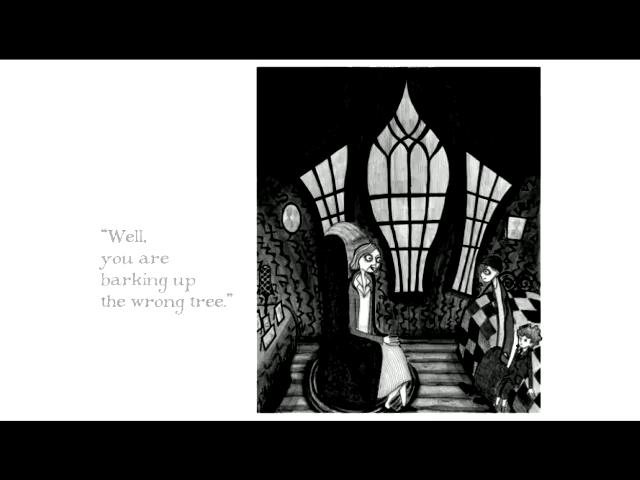 “Well,
you are
barking up
the wrong tree.”